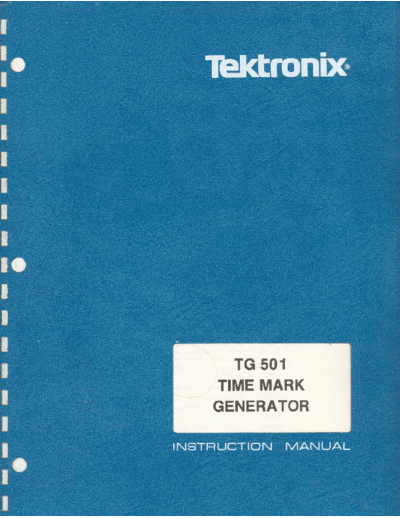 Tektronix®
TG 501
TIME MARK
GENERATOR
INSTRUCTION MANUAL